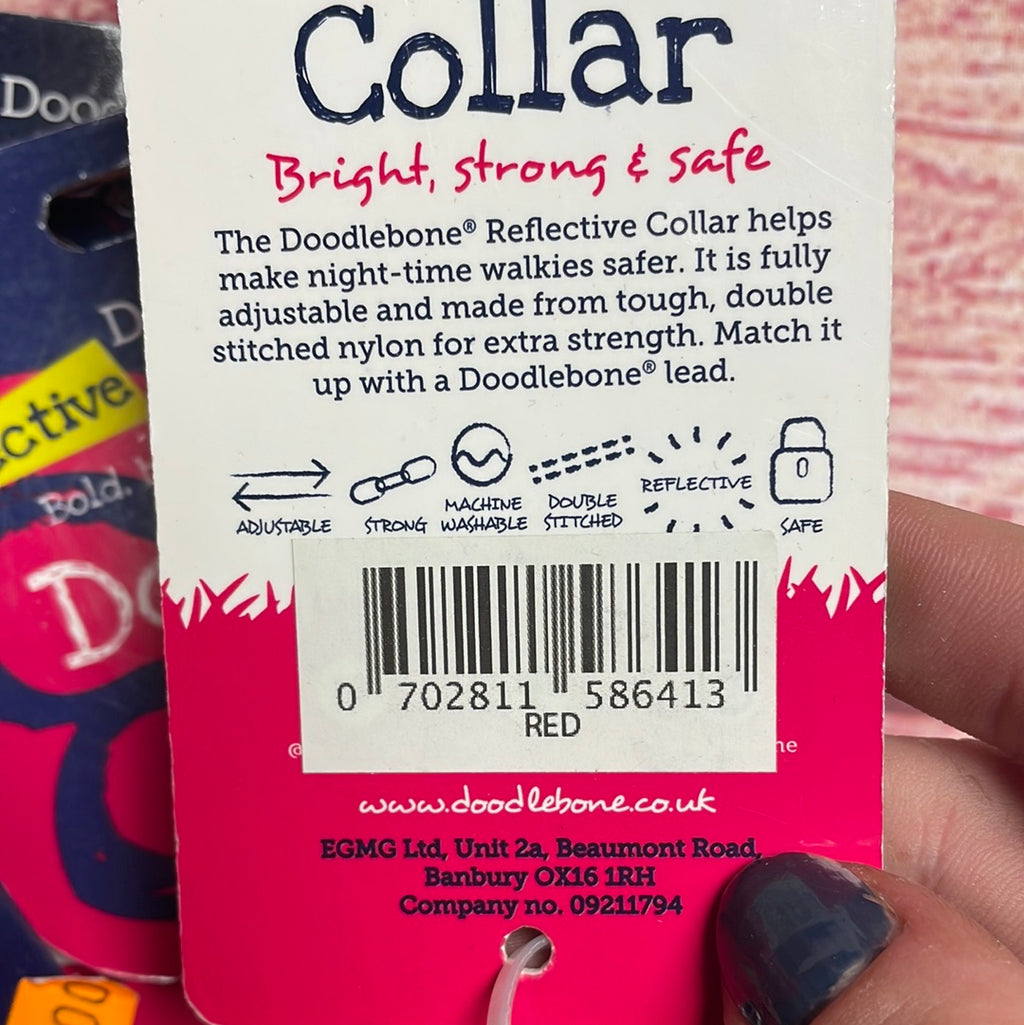 Collar
Bright, strong & safe
The Doodlebone® Reflective Collar helps
make night-time walkies safer. It is fully
adjustable and made from tough, double
stitched nylon for extra strength. Match it
up with a Doodlebone® lead.
ADJUSTABLE
STRONG
MACHINE
WASHABLE
DOUBLE
STITCHED
REFLECTIVE
SAFE
0 702811 586413
RED
www.doodlebone.co.uk
EGMG Ltd, Unit 2a, Beaumont Road,
Banbury OX16 1RH
Company no. 09211794
Bold.